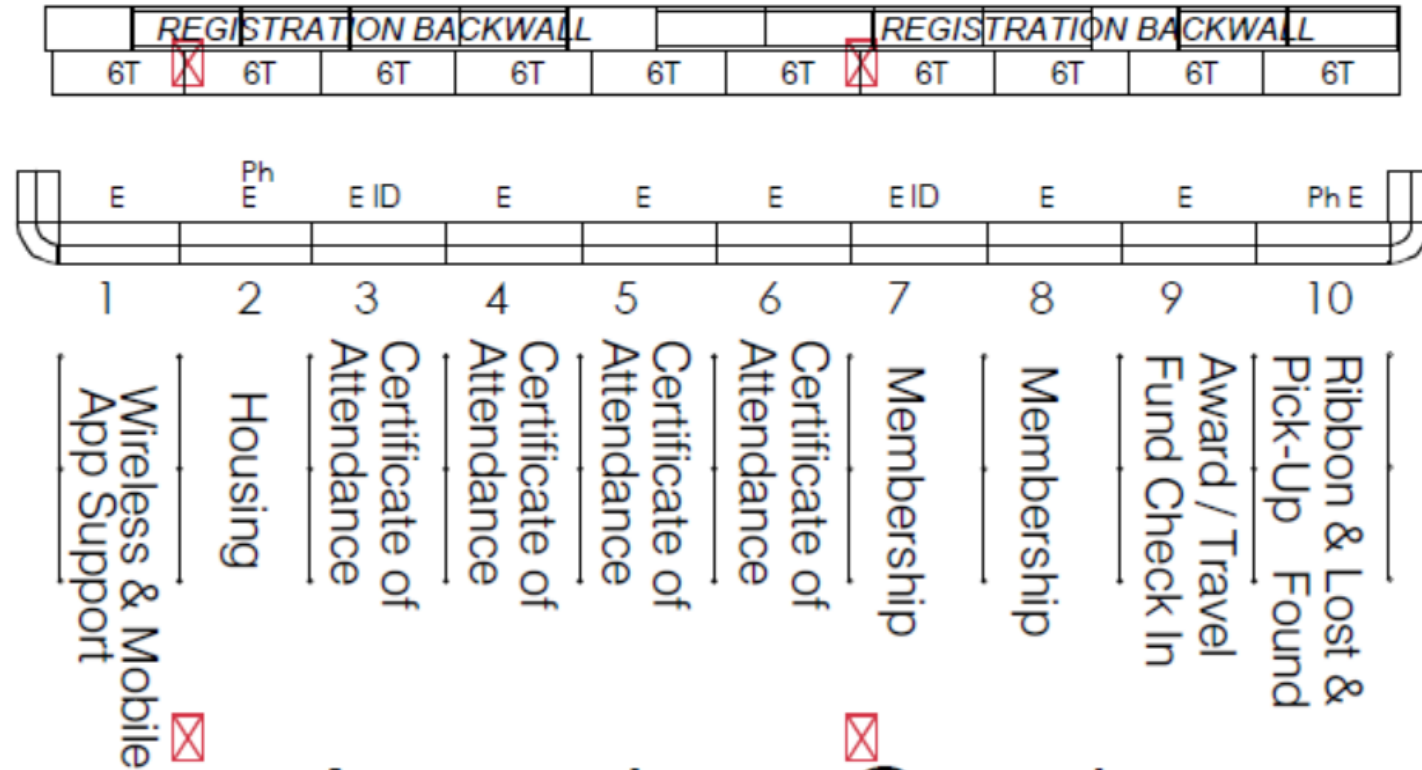 REGISTRATION BACKWALL REGISTRATION BACKWALL
6T 6T 6T 6T 6T 6T 6T 6T 6T 6T
Ph
E E E ID E E E E ID E E Ph E
1 2 3 4 5 6 7 8 9 10
Wireless & Mobile
App Support
Housing
Certificate of
Attendance
Certificate of
Attendance
Certificate of
Attendance
Certificate of
Attendance
Membership
Membership
Award / Travel
Fund Check In
Ribbon & Lost &
Pick-Up Found